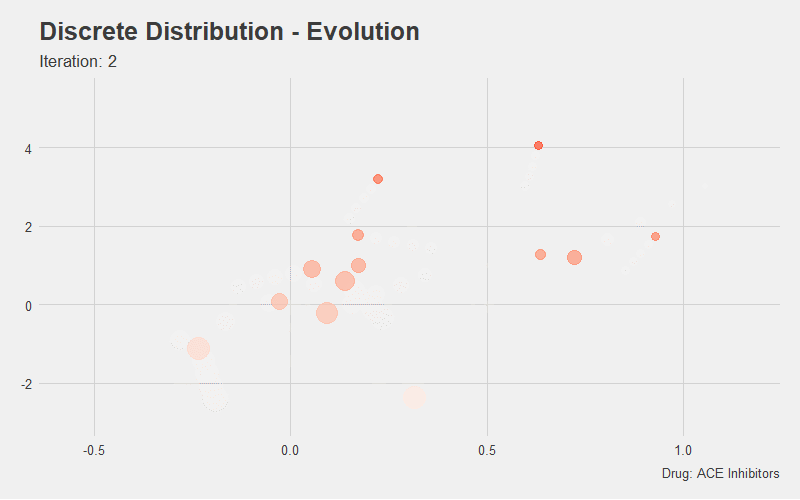 Discrete Distribution - Evolution
Iteration: 2
4
2
0
-2
-0.5 0.0 0.5 1.0
Drug: ACE Inhibitors